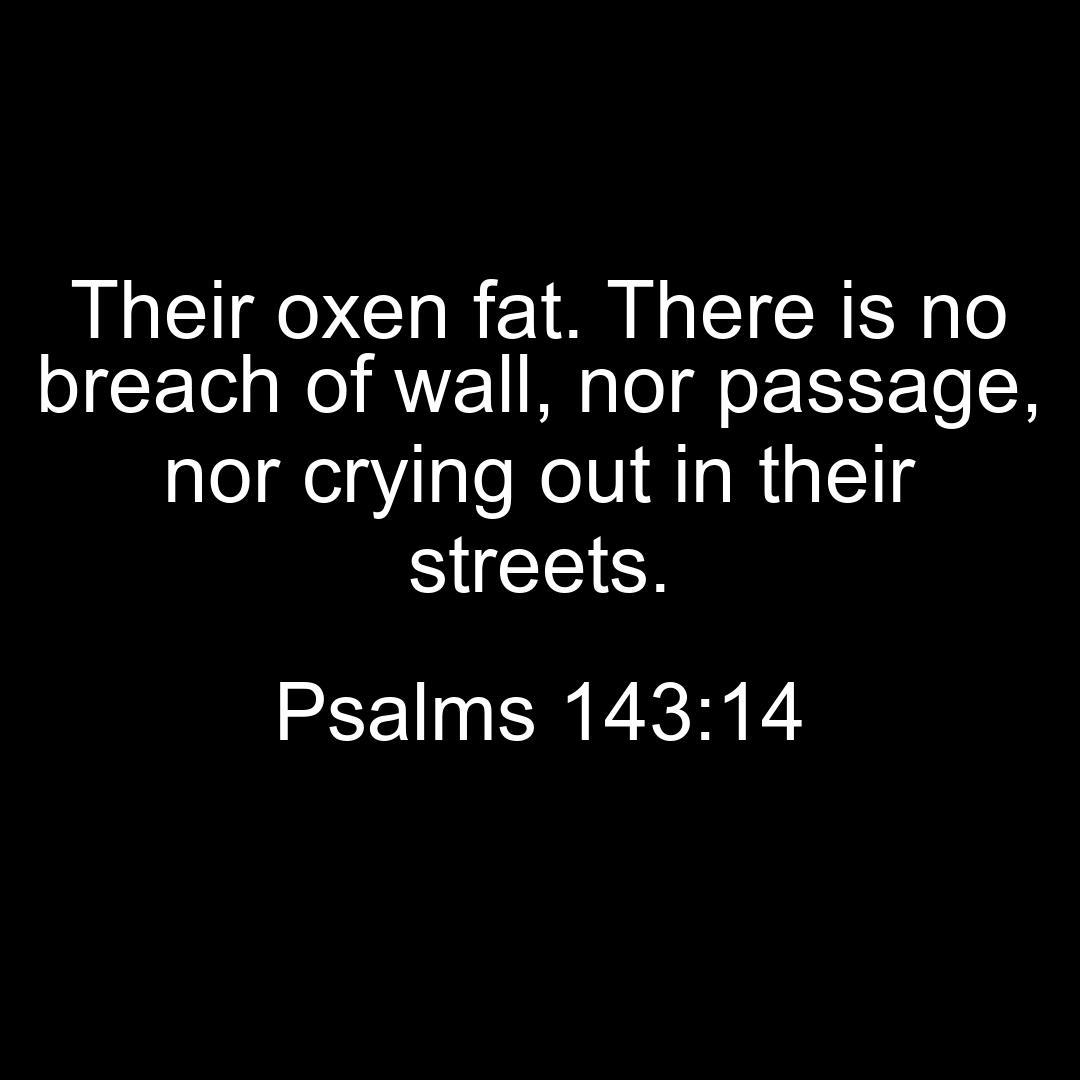 Their oxen fat. There is no
breach of wall, nor passage,
nor crying out in their
streets.
Psalms 143:14